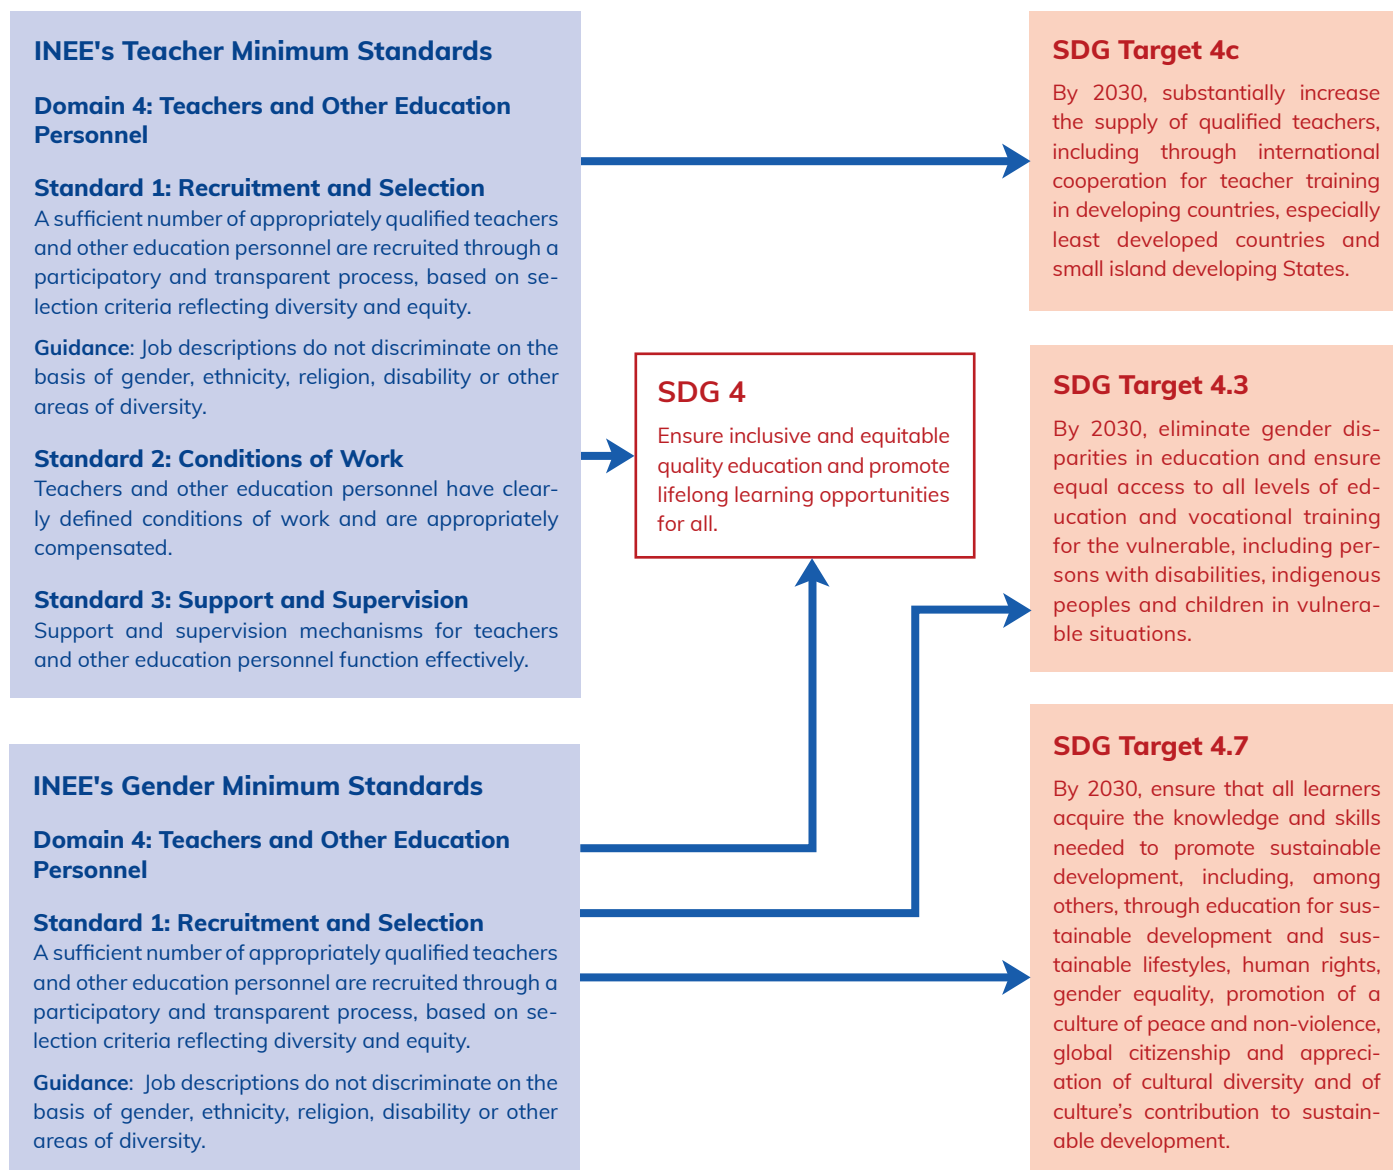 INEE's Teacher Minimum Standards
Domain 4: Teachers and Other Education
Personnel
Standard 1: Recruitment and Selection
A sufficient number of appropriately qualified teachers
and other education personnel are recruited through a
participatory and transparent process, based on se-
lection criteria reflecting diversity and equity.
Guidance: Job descriptions do not discriminate on the
basis of gender, ethnicity, religion, disability or other
areas of diversity.
Standard 2: Conditions of Work
Teachers and other education personnel have clear-
ly defined conditions of work and are appropriately
compensated.
Standard 3: Support and Supervision
Support and supervision mechanisms for teachers
and other education personnel function effectively.
INEE's Gender Minimum Standards
Domain 4: Teachers and Other Education
Personnel
Standard 1: Recruitment and Selection
A sufficient number of appropriately qualified teachers
and other education personnel are recruited through a
participatory and transparent process, based on se-
lection criteria reflecting diversity and equity.
Guidance: Job descriptions do not discriminate on the
basis of gender, ethnicity, religion, disability or other
areas of diversity.
SDG 4
Ensure inclusive and equitable
quality education and promote
lifelong learning opportunities
for all.
SDG Target 4c
By 2030, substantially increase
the supply of qualified teachers,
including through international
cooperation for teacher training
in developing countries, especially
least developed countries and
small island developing States.
SDG Target 4.3
By 2030, eliminate gender dis-
parities in education and ensure
equal access to all levels of ed-
ucation and vocational training
for the vulnerable, including per-
sons with disabilities, indigenous
peoples and children in vulnera-
ble situations.
SDG Target 4.7
By 2030, ensure that all learners
acquire the knowledge and skills
needed to promote sustainable
development, including, among
others, through education for sus-
tainable development and sus-
tainable lifestyles, human rights,
gender equality, promotion of a
culture of peace and non-violence,
global citizenship and appreci-
ation of cultural diversity and of
culture's contribution to sustain-
able development.